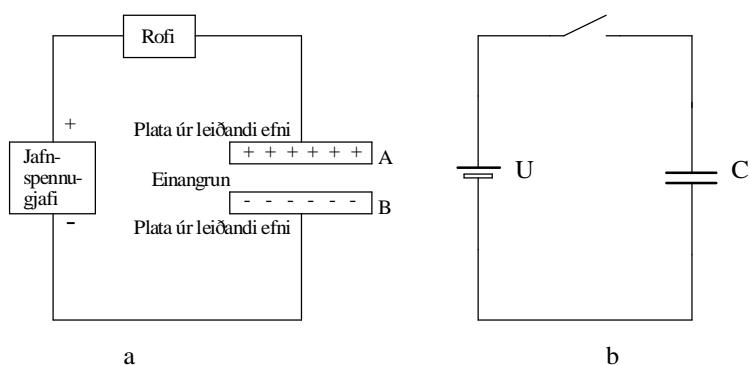 Rofi
+
Plata úr leiðandi efni
+ + + + + +
A
Jafn-
spennu-
gjafi
Einangrun
- - - - - -
B
-
Plata úr leiðandi efni
a
U
C
b